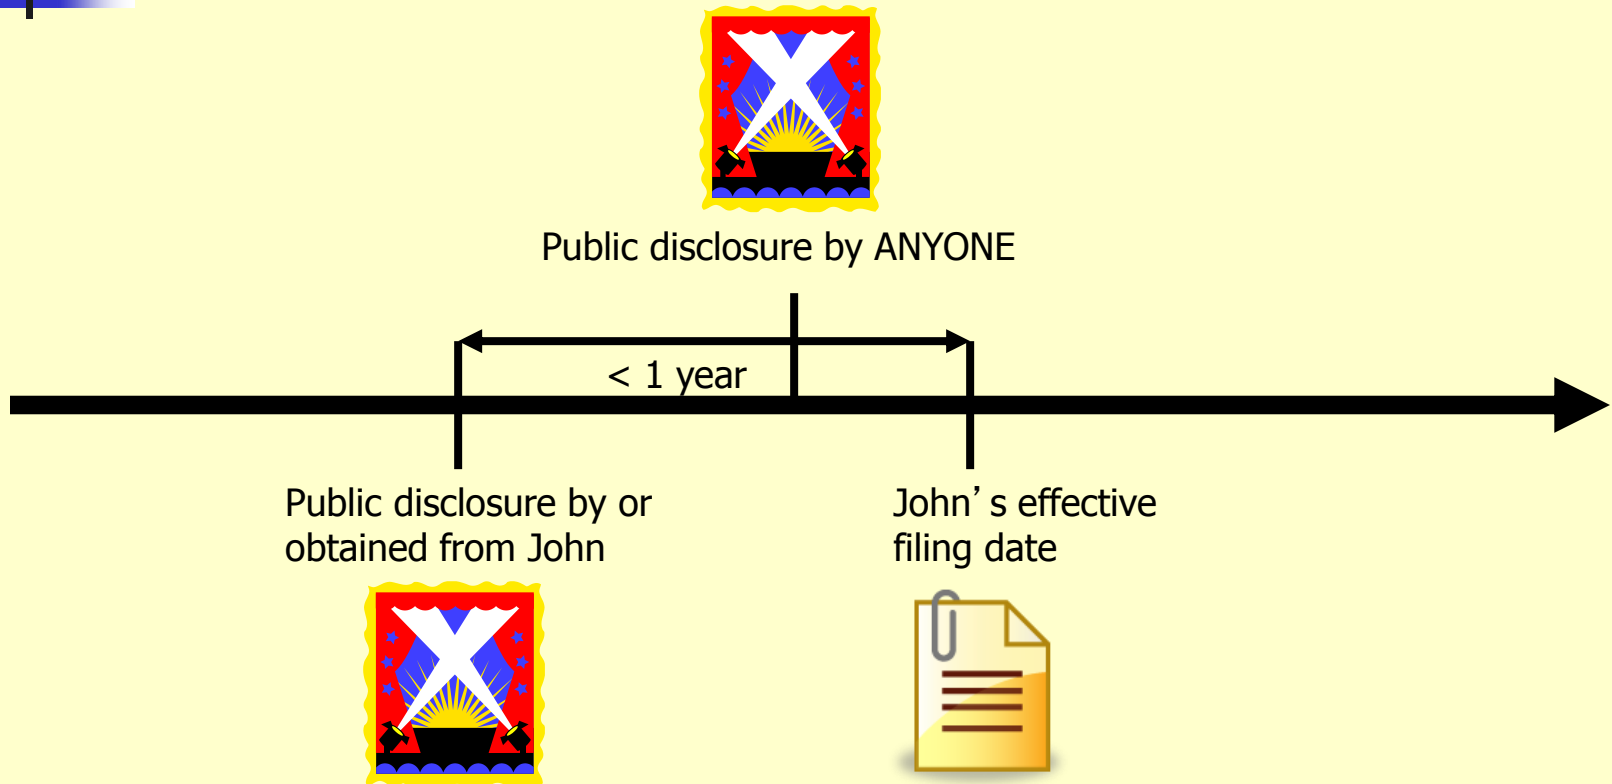 Public disclosure by ANYONE
< 1 year
Public disclosure by or
obtained from John
John’s effective
filing date